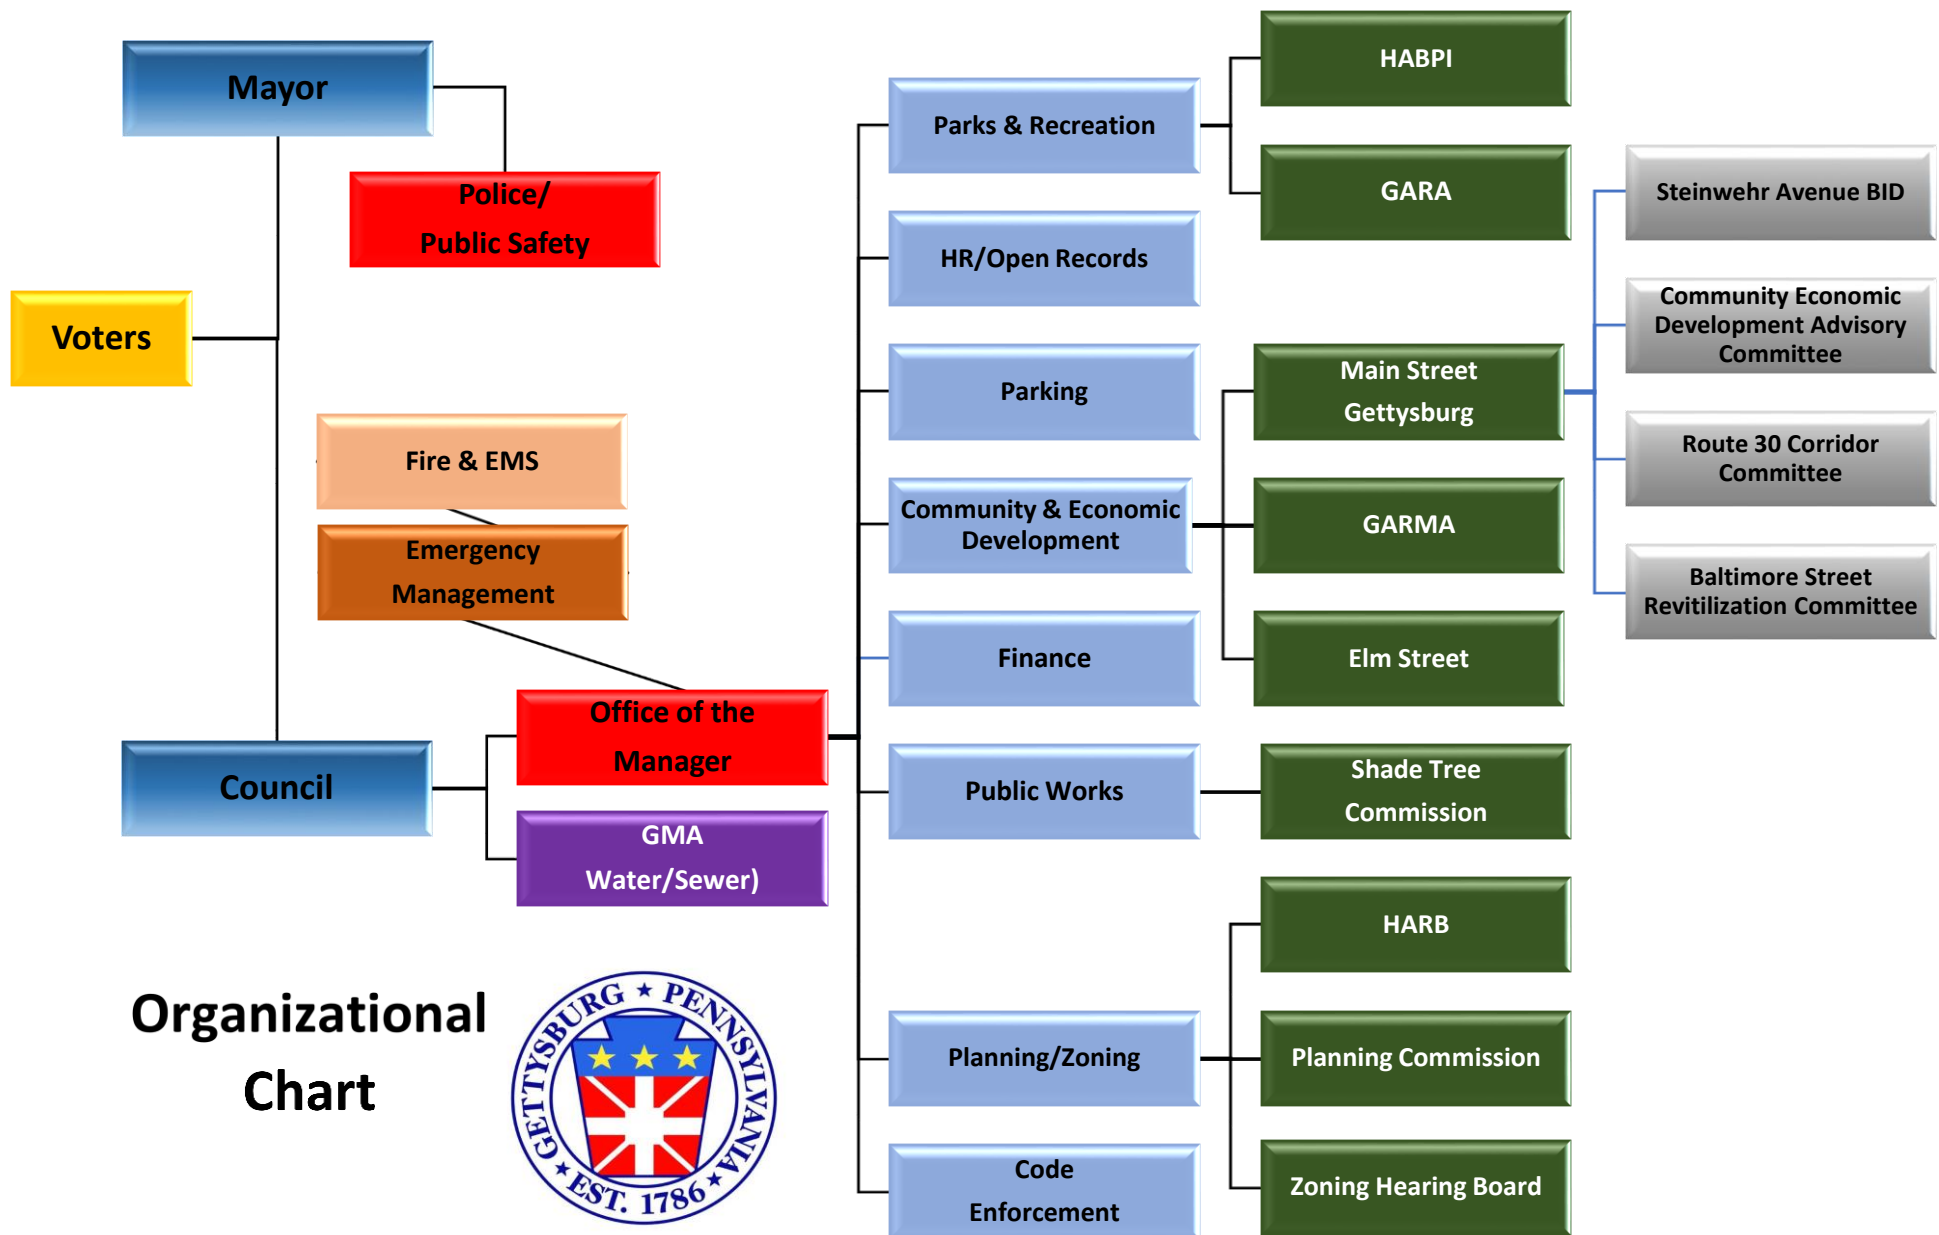 Mayor
Police/
Public Safety
Voters
Fire & EMS
Emergency
Management
Office of the
Manager
Council
GMA
Water/Sewer)
Parks & Recreation
HR/Open Records
Parking
Community & Economic
Development
Finance
Public Works
Planning/Zoning
Code
Enforcement
HABPI
GARA
Main Street
Gettysburg
GARMA
Elm Street
Shade Tree
Commission
HARB
Planning Commission
Zoning Hearing Board
Steinwehr Avenue BID
Community Economic
Development Advisory
Committee
Route 30 Corridor
Committee
Baltimore Street
Revitilization Committee
Organizational
Chart
GETTYSBURG ★ PENNSYLVANIA
★ EST. 1786 ★